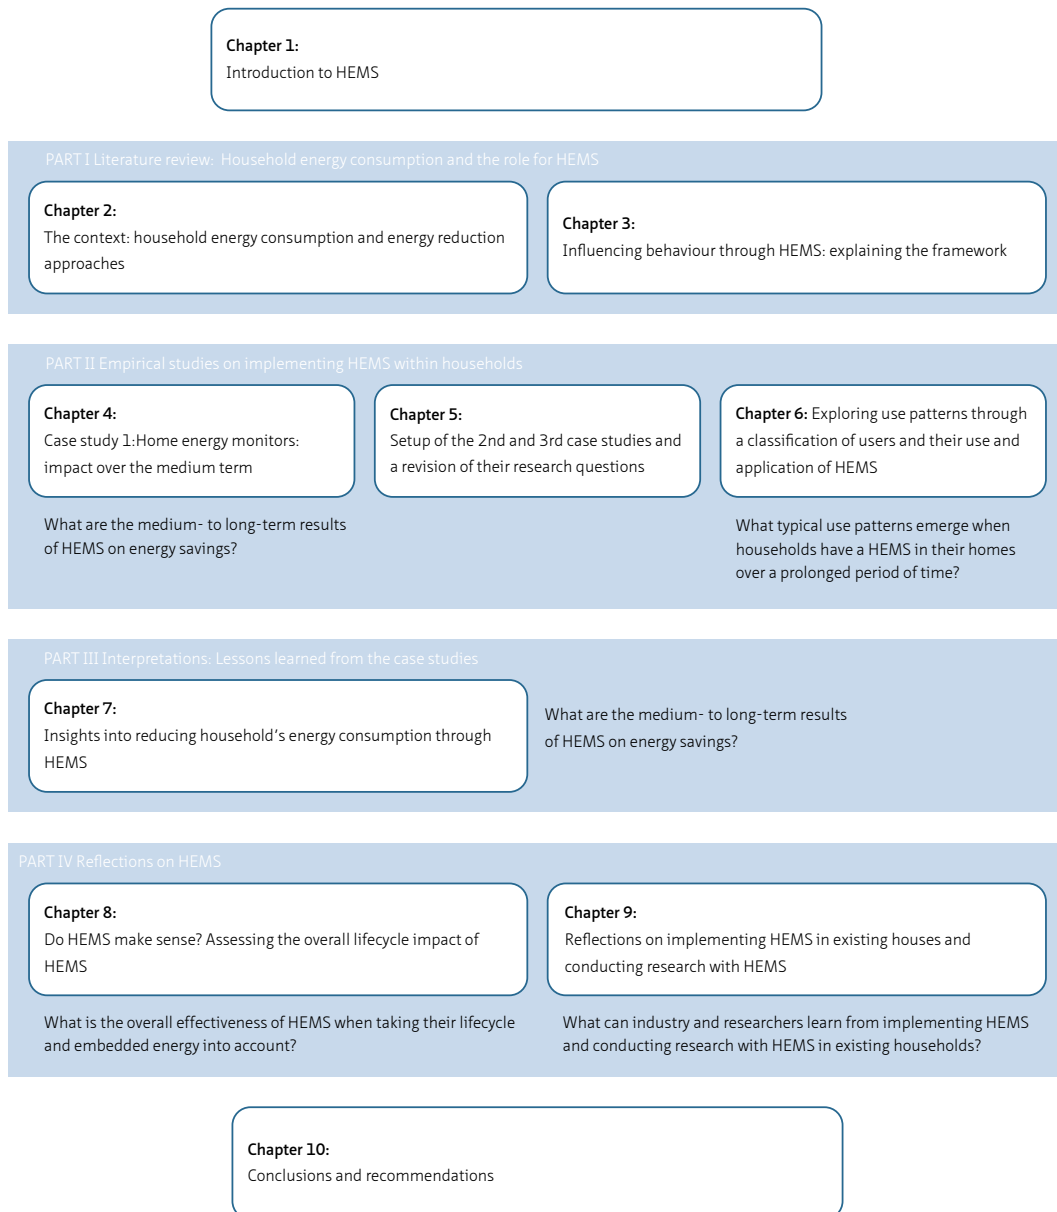 Chapter 1:
Introduction to HEMS
PART I Literature review: Household energy consumption and the role for HEMS
Chapter 2:
The context: household energy consumption and energy reduction
approaches
Chapter 3:
Influencing behaviour through HEMS: explaining the framework
PART II Empirical studies on implementing HEMS within households
Chapter 4:
Case study 1:Home energy monitors:
impact over the medium term
What are the medium- to long-term results
of HEMS on energy savings?
Chapter 5:
Setup of the 2nd and 3rd case studies and
a revision of their research questions
Chapter 6: Exploring use patterns through
a classification of users and their use and
application of HEMS
What typical use patterns emerge when
households have a HEMS in their homes
over a prolonged period of time?
PART III Interpretations: Lessons learned from the case studies
Chapter 7:
Insights into reducing household’s energy consumption through
HEMS
What are the medium- to long-term results
of HEMS on energy savings?
PART IV Reflections on HEMS
Chapter 8:
Do HEMS make sense? Assessing the overall lifecycle impact of
HEMS
What is the overall effectiveness of HEMS when taking their lifecycle
and embedded energy into account?
Chapter 9:
Reflections on implementing HEMS in existing houses and
conducting research with HEMS
What can industry and researchers learn from implementing HEMS
and conducting research with HEMS in existing households?
Chapter 10:
Conclusions and recommendations